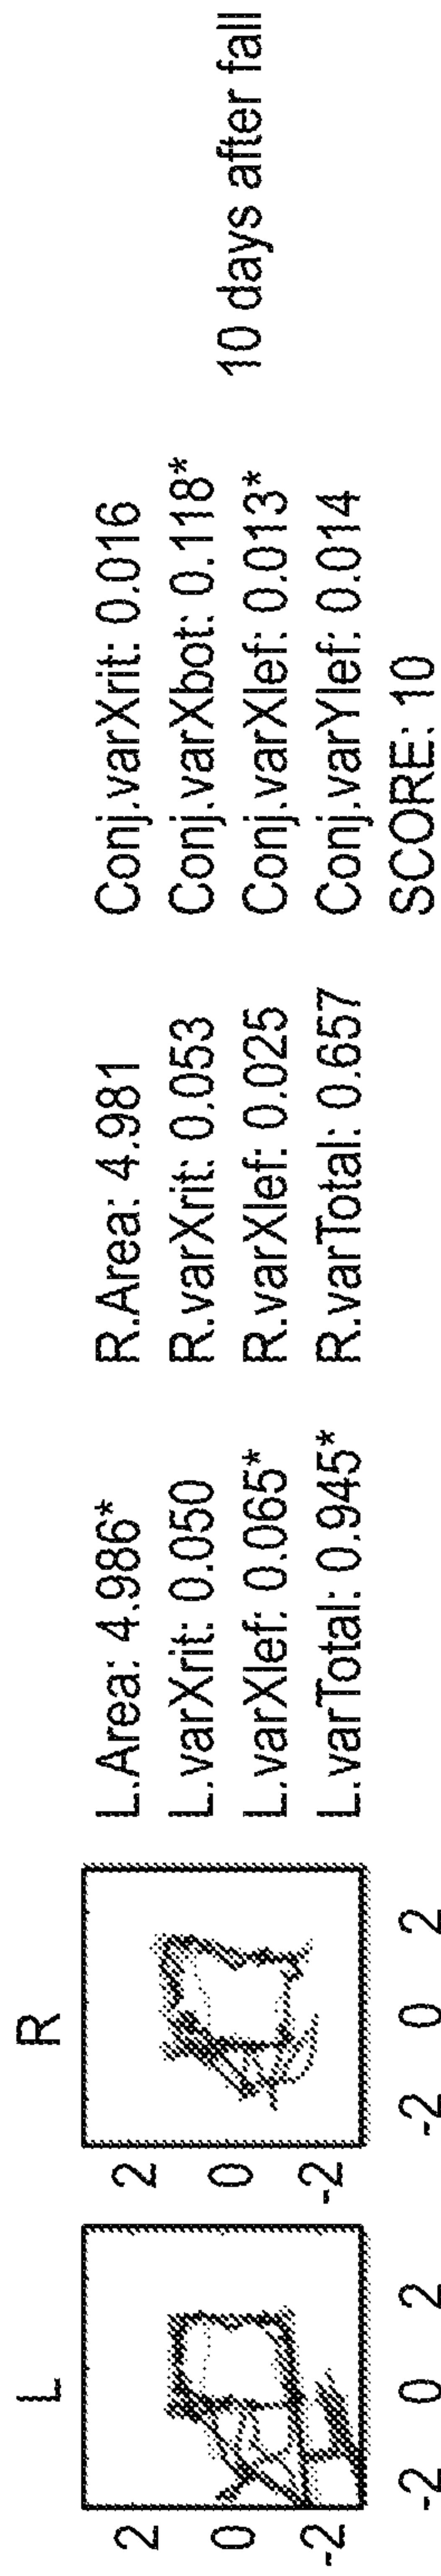 L
R
2
0
-2
-2 0 2
2
0
-2
-2 0 2
L.Area: 4.986*
L.varXrit: 0.050
L.varXlef: 0.065*
L.varTotal: 0.945*
R.Area: 4.981
R.varXrit: 0.053
R.varXlef: 0.025
R.varTotal: 0.657
Conj.varXrit: 0.016
Conj.varXbot: 0.118*
Conj.varXlef: 0.013*
Conj.varYlef: 0.014
SCORE: 10
10 days after fall